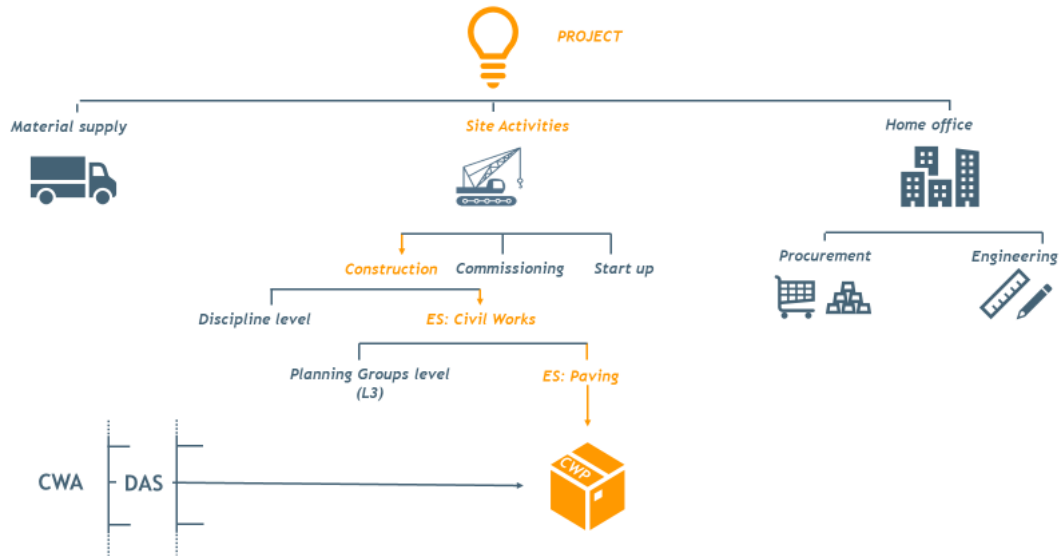 PROJECT
Material supply
Site Activities
Home office
Construction
Commissioning
Start up
Procurement
Engineering
Discipline level
ES: Civil Works
Planning Groups level
(L3)
ES: Paving
CWP
CWA
DAS